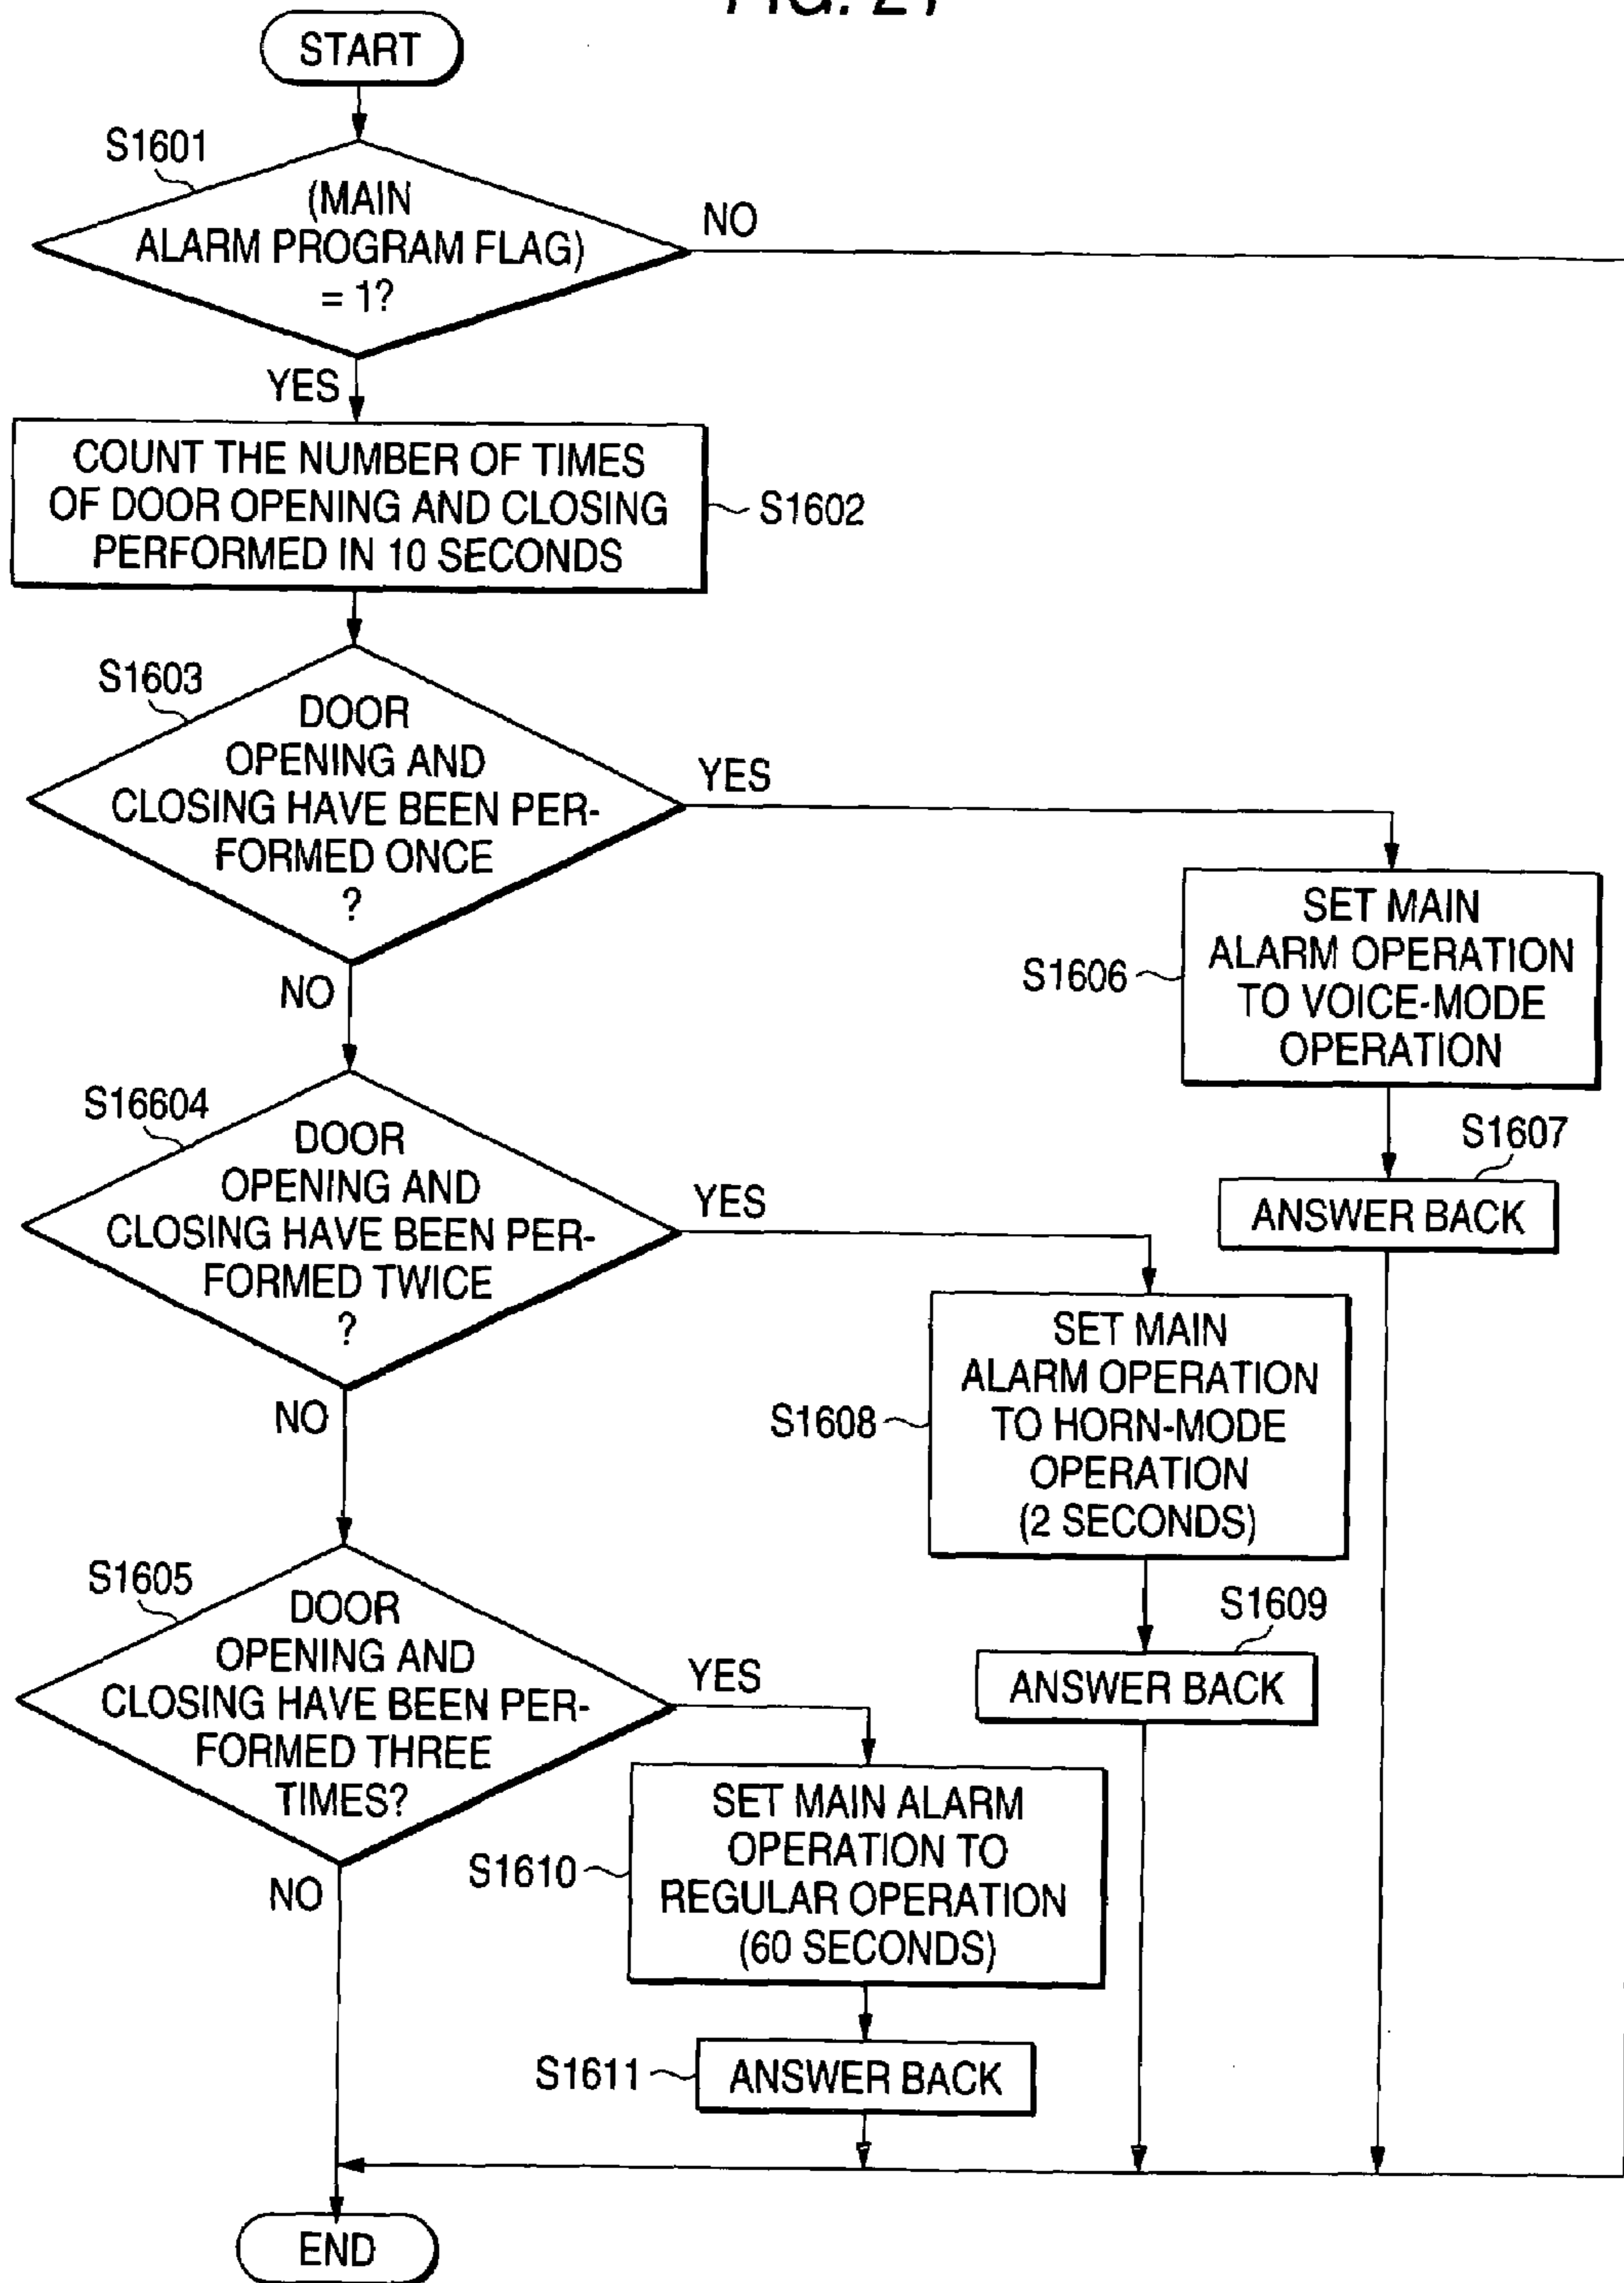 FIG. 21
START
S1601
(MAIN
ALARM PROGRAM FLAG)
= 1?
NO
YES
COUNT THE NUMBER OF TIMES
OF DOOR OPENING AND CLOSING
PERFORMED IN 10 SECONDS
S1602
S1603
DOOR
OPENING AND
CLOSING HAVE BEEN PER-
FORMED ONCE
?
YES
NO
S1606
SET MAIN
ALARM OPERATION
TO VOICE-MODE
OPERATION
S1607
ANSWER BACK
S16604
DOOR
OPENING AND
CLOSING HAVE BEEN PER-
FORMED TWICE
?
YES
NO
S1608
SET MAIN
ALARM OPERATION
TO HORN-MODE
OPERATION
(2 SECONDS)
S1609
ANSWER BACK
S1605
DOOR
OPENING AND
CLOSING HAVE BEEN PER-
FORMED THREE
TIMES?
YES
NO
S1610
SET MAIN ALARM
OPERATION TO
REGULAR OPERATION
(60 SECONDS)
S1611
ANSWER BACK
END